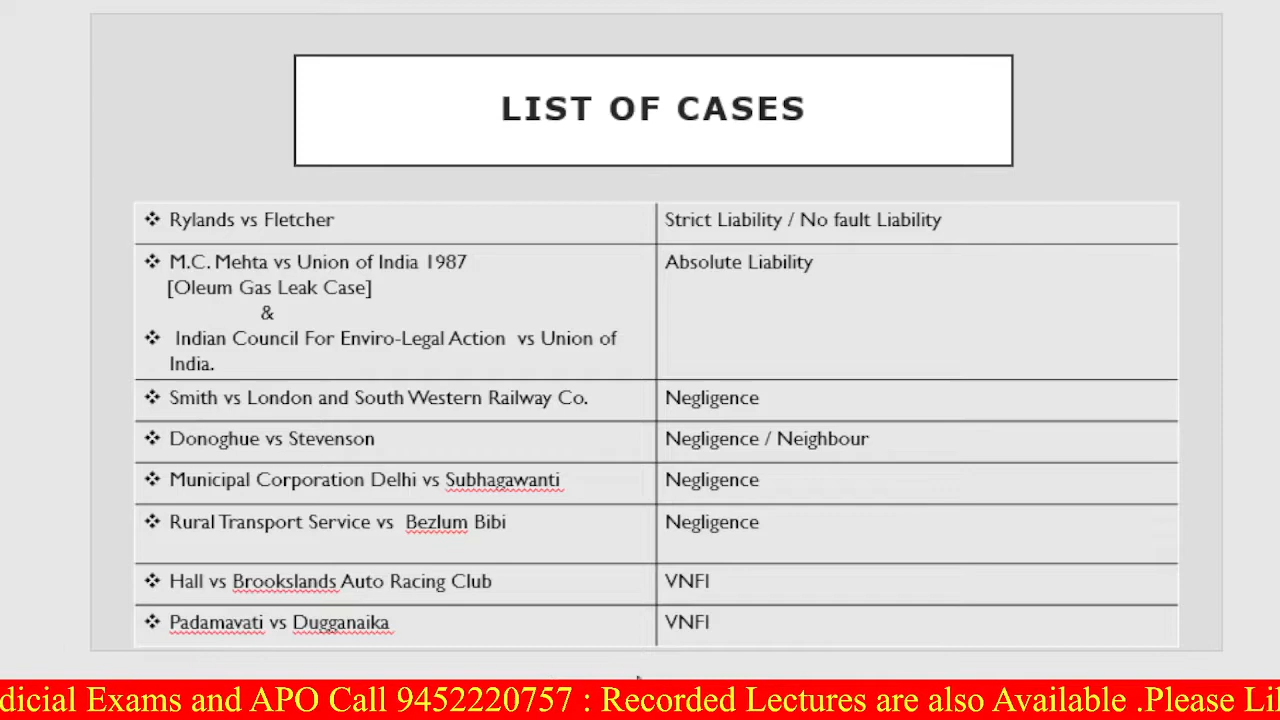 LIST OF CASES
❖ Rylands vs Fletcher
Strict Liability / No fault Liability
❖ M.C. Mehta vs Union of India 1987
[Oleum Gas Leak Case]
&
❖ Indian Council For Enviro-Legal Action vs Union of
India.
Absolute Liability
❖ Smith vs London and South Western Railway Co.
Negligence
❖ Donoghue vs Stevenson
Negligence / Neighbour
❖ Municipal Corporation Delhi vs Subhagawanti
Negligence
❖ Rural Transport Service vs Bezlum Bibi
Negligence
❖ Hall vs Brookslands Auto Racing Club
VNFI
❖ Padamavati vs Dugganaika
VNFI
dicial Exams and APO Call 9452220757 : Recorded Lectures are also Available .Please Li